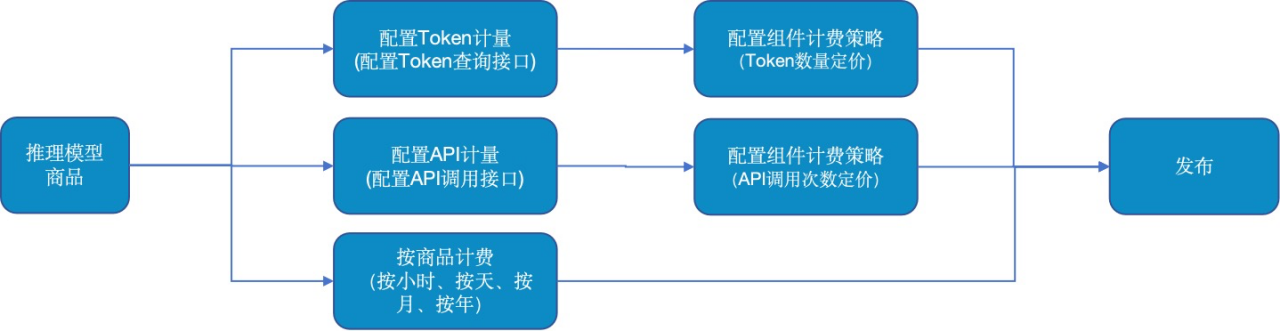 推理模型
商品
配置Token计量
(配置Token查询接口)
配置组件计费策略
(Token数量定价)
配置API计量
(配置API调用接口)
配置组件计费策略
(API调用次数定价)
按商品计费
(按小时、按天、按
月、按年)
发布